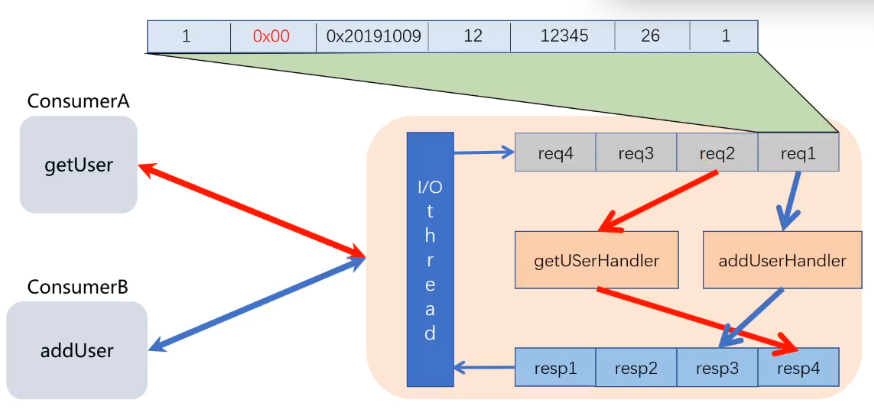 1 0x00 0x20191009 12 12345 26 1
ConsumerA
getUser
ConsumerB
addUser
I/O thread
req4 req3 req2 req1
getUSerHandler addUserHandler
resp1 resp2 resp3 resp4